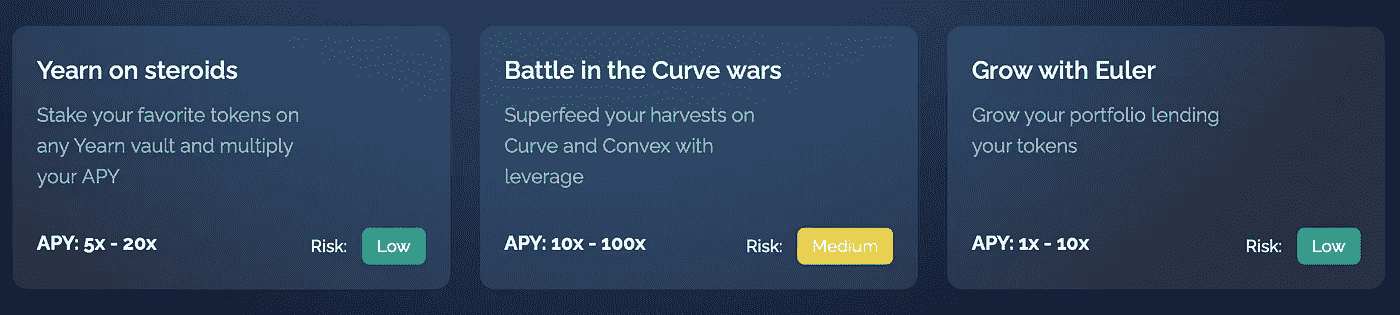 Yearn on steroids
Stake your favorite tokens on
any Yearn vault and multiply
your APY
APY: 5x - 20x
Risk:
Low
Battle in the Curve wars
Superfeed your harvests on
Curve and Convex with
leverage
APY: 10x - 100x
Risk:
Medium
Grow with Euler
Grow your portfolio lending
your tokens
APY: 1x - 10x
Risk:
Low